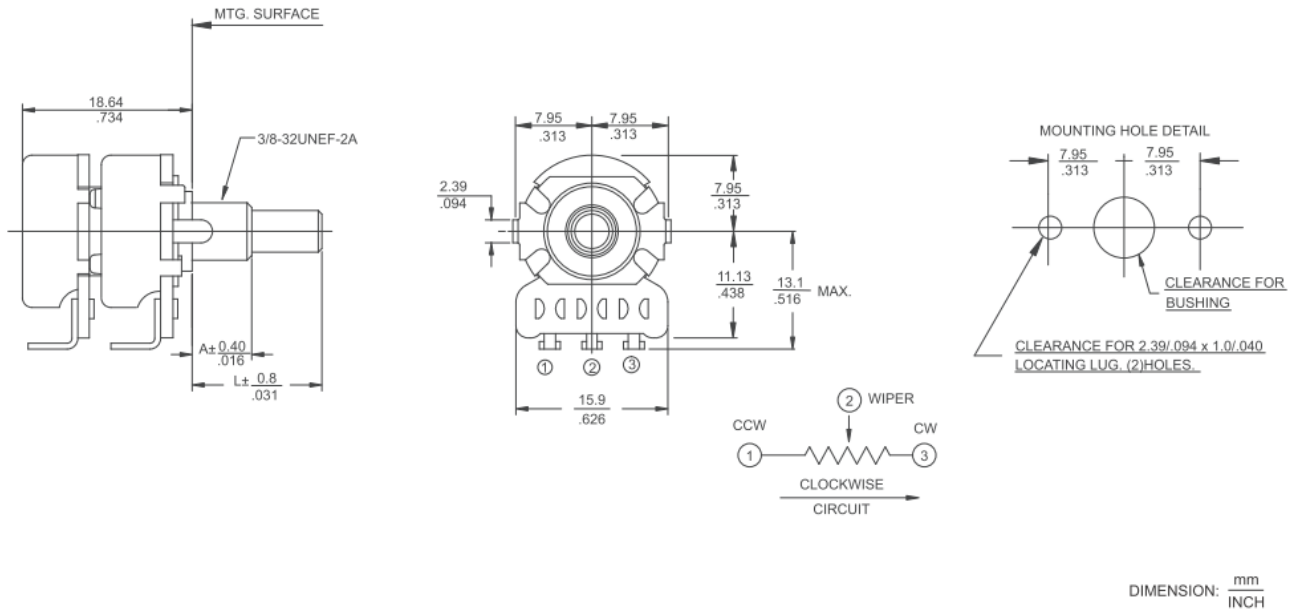 MTG. SURFACE
18.64
.734
3/8-32UNEF-2A
A± 0.40
.016
L± 0.8
.031
7.95 7.95
.313 .313
2.39
.094
7.95
.313
11.13
.438
13.1
.516 MAX.
1 2 3
15.9
.626
2 WIPER
CCW CW
1 3
CLOCKWISE
CIRCUIT
MOUNTING HOLE DETAIL
7.95 7.95
.313 .313
CLEARANCE FOR
BUSHING
CLEARANCE FOR 2.39/.094 x 1.0/.040
LOCATING LUG. (2)HOLES.
DIMENSION: mm
INCH